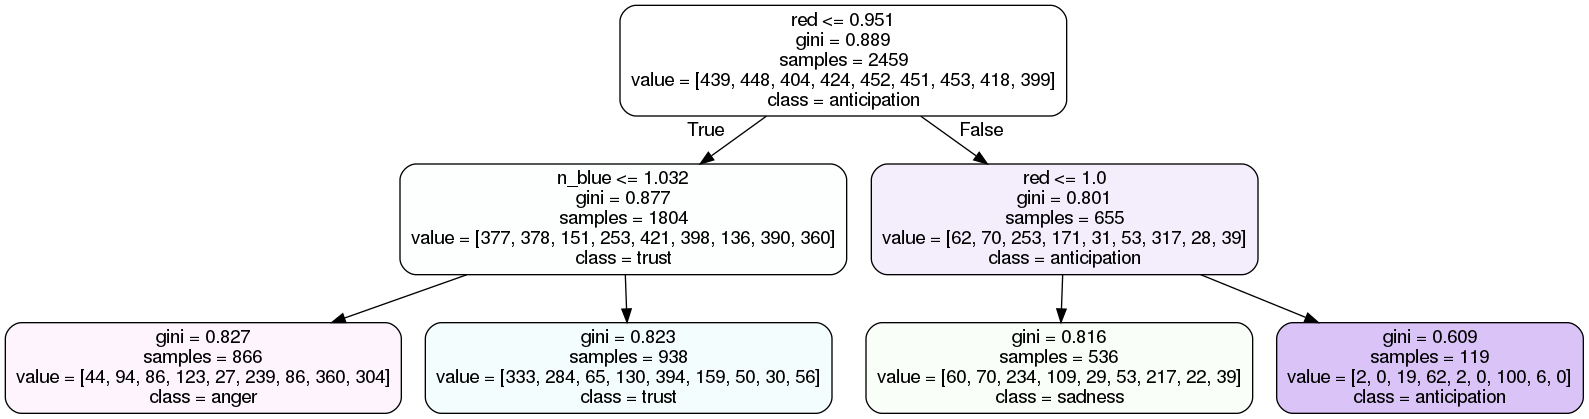 red <= 0.951
gini = 0.889
samples = 2459
value = [439, 448, 404, 424, 452, 451, 453, 418, 399]
class = anticipation
True
False
n_blue <= 1.032
gini = 0.877
samples = 1804
value = [377, 378, 151, 253, 421, 398, 136, 390, 360]
class = trust
red <= 1.0
gini = 0.801
samples = 655
value = [62, 70, 253, 171, 31, 53, 317, 28, 39]
class = anticipation
gini = 0.827
samples = 866
value = [44, 94, 86, 123, 27, 239, 86, 360, 304]
class = anger
gini = 0.823
samples = 938
value = [333, 284, 65, 130, 394, 159, 50, 30, 56]
class = trust
gini = 0.816
samples = 536
value = [60, 70, 234, 109, 29, 53, 217, 22, 39]
class = sadness
gini = 0.609
samples = 119
value = [2, 0, 19, 62, 2, 0, 100, 6, 0]
class = anticipation